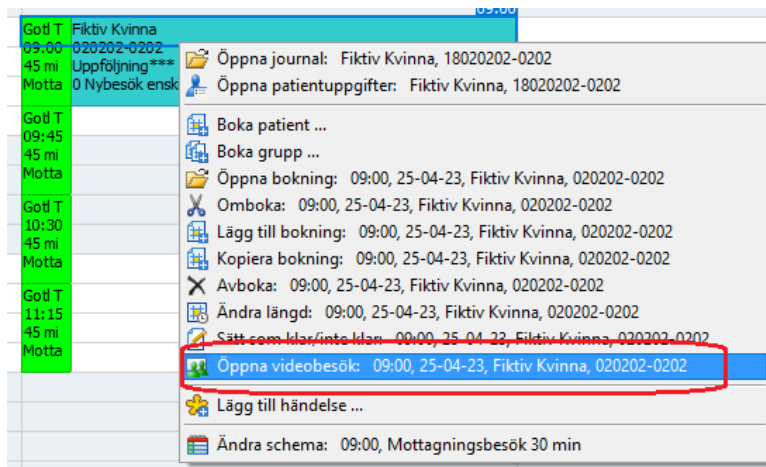 09:00
Gotl T Fiktiv Kvinna
09:00 020202-0202
45 mi Uppföljning***
Motta 0 Nybesök ensk
Gotl T
09:45
45 mi
Motta
Gotl T
10:30
45 mi
Motta
Gotl T
11:15
45 mi
Motta
Öppna journal: Fiktiv Kvinna, 18020202-0202
Öppna patientuppgifter: Fiktiv Kvinna, 18020202-0202
Boka patient ...
Boka grupp ...
Öppna bokning: 09:00, 25-04-23, Fiktiv Kvinna, 020202-0202
Omboka: 09:00, 25-04-23, Fiktiv Kvinna, 020202-0202
Lägg till bokning: 09:00, 25-04-23, Fiktiv Kvinna, 020202-0202
Kopiera bokning: 09:00, 25-04-23, Fiktiv Kvinna, 020202-0202
Avboka: 09:00, 25-04-23, Fiktiv Kvinna, 020202-0202
Ändra längd: 09:00, 25-04-23, Fiktiv Kvinna, 020202-0202
Sätt som klar/inte klar: 09:00, 25-04-23, Fiktiv Kvinna, 020202-0202
Öppna videobesök: 09:00, 25-04-23, Fiktiv Kvinna, 020202-0202
Lägg till händelse ...
Ändra schema: 09:00, Mottagningsbesök 30 min